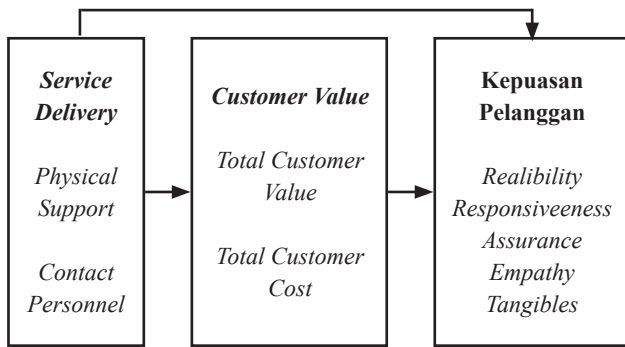 Service
Delivery
Physical
Support
Contact
Personnel
Customer Value
Total Customer
Value
Total Customer
Cost
Kepuasan
Pelanggan
Realibility
Responsiveeness
Assurance
Empathy
Tangibles